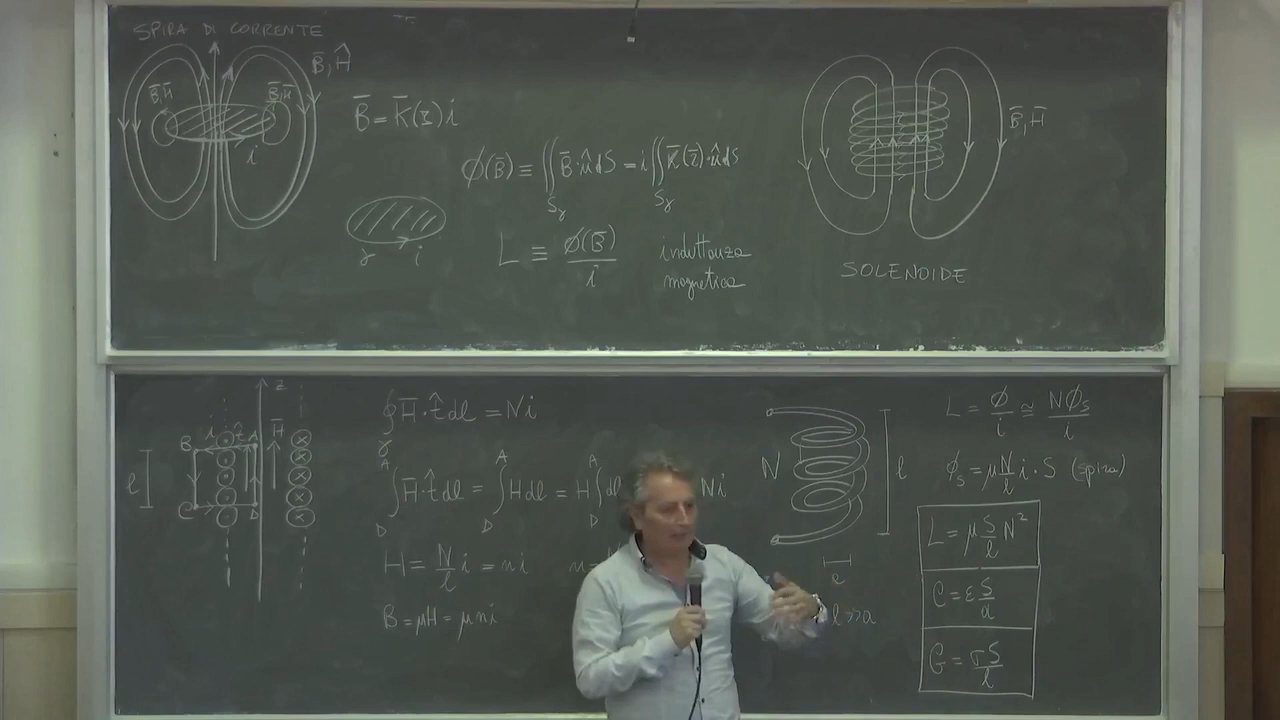 SPIRA DI CORRENTE
B̄, Ĥ
B̄,H̄
B̄,H̄
i
B̄ = K̄(r) i
ϕ(B̄) ≡ ∬ B̄·û dS = i ∬ K̄(r̄)·û dS
Sγ Sγ
γ i
L ≡ ϕ(B̄)/i
induttanza
magnetica
B̄, H̄
SOLENOIDE
z
B i t̂ A
H̄
l
C D
∮ H̄·t̂ dl = Ni
γ
∫ H̄·t̂ dl = ∫ H dl = H ∫ dl
A D A D A D
Ni
H = N/l i = ni
B = μH = μni
N
l
l>>a
L = ϕ/i ≅ Nϕs/i
ϕs = μ N/l i · S (spira)
L = μ S/l N²
C = ε S/d
G = σS/l